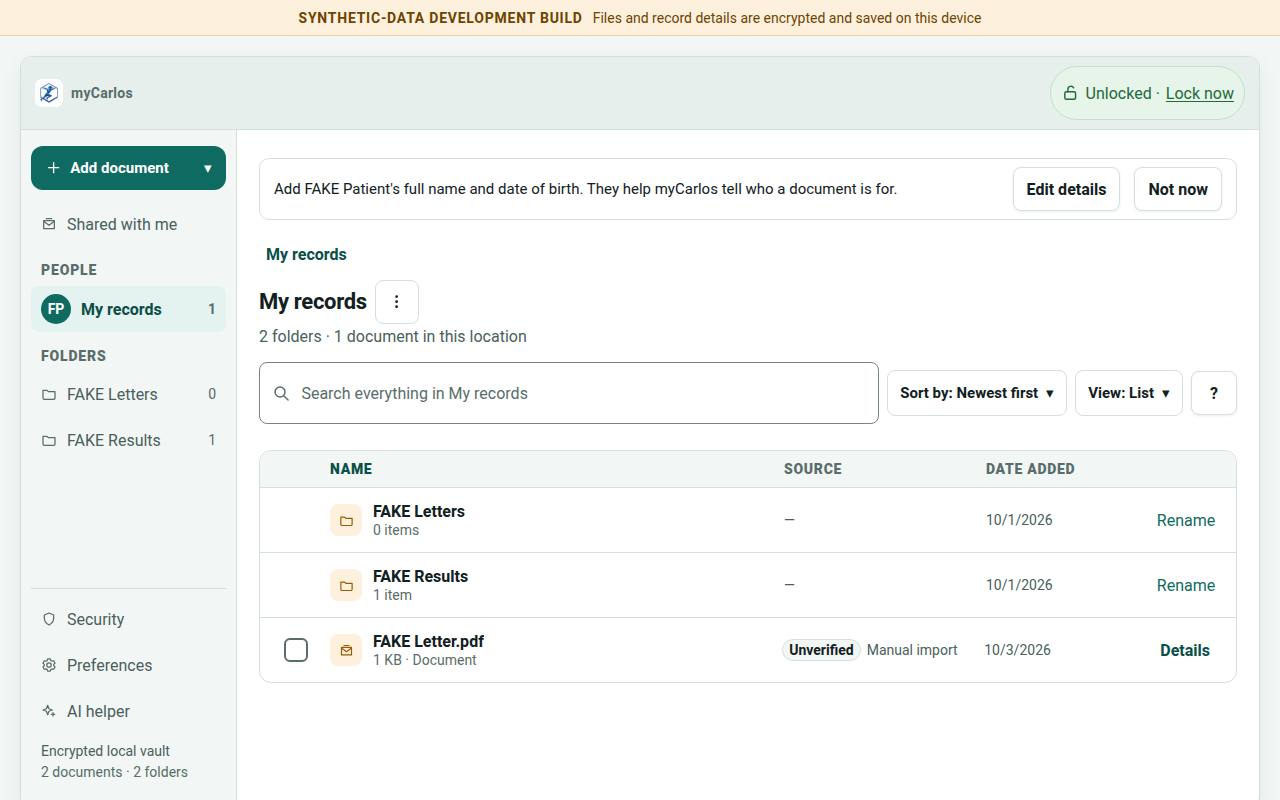 SYNTHETIC-DATA DEVELOPMENT BUILD Files and record details are encrypted and saved on this device
myCarlos
Unlocked · Lock now
Add document ▾
Shared with me
PEOPLE
FP My records 1
FOLDERS
FAKE Letters 0
FAKE Results 1
Security
Preferences
AI helper
Encrypted local vault
2 documents · 2 folders
Add FAKE Patient's full name and date of birth. They help myCarlos tell who a document is for.
Edit details
Not now
My records
My records
2 folders · 1 document in this location
Search everything in My records
Sort by: Newest first ▾
View: List ▾
?
NAME SOURCE DATE ADDED
FAKE Letters — 10/1/2026 Rename
0 items
FAKE Results — 10/1/2026 Rename
1 item
FAKE Letter.pdf Unverified Manual import 10/3/2026 Details
1 KB · Document